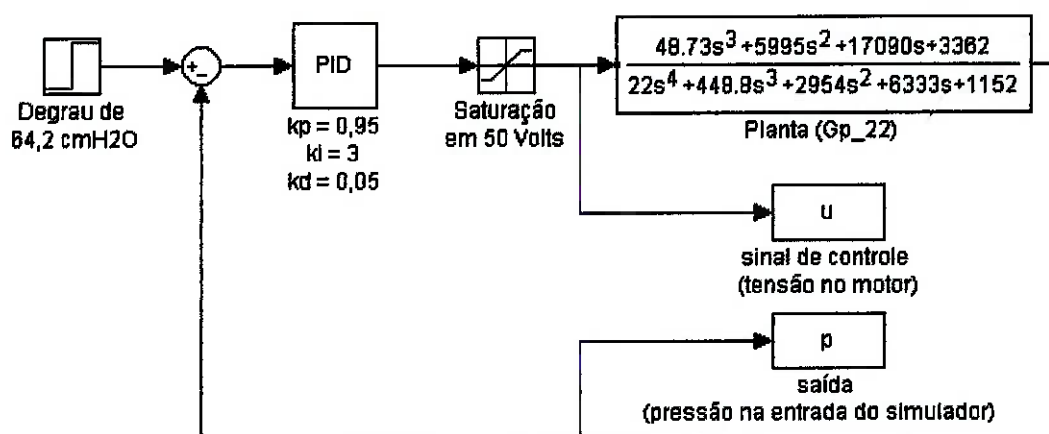 Degrau de
64,2 cmH2O
+
-
PID
kp = 0,95
ki = 3
kd = 0,05
Saturação
em 50 Volts
48.73s³+5995s²+17090s+3362
22s⁴+448.8s³+2954s²+6333s+1152
Planta (Gp_22)
u
sinal de controle
(tensão no motor)
p
saída
(pressão na entrada do simulador)